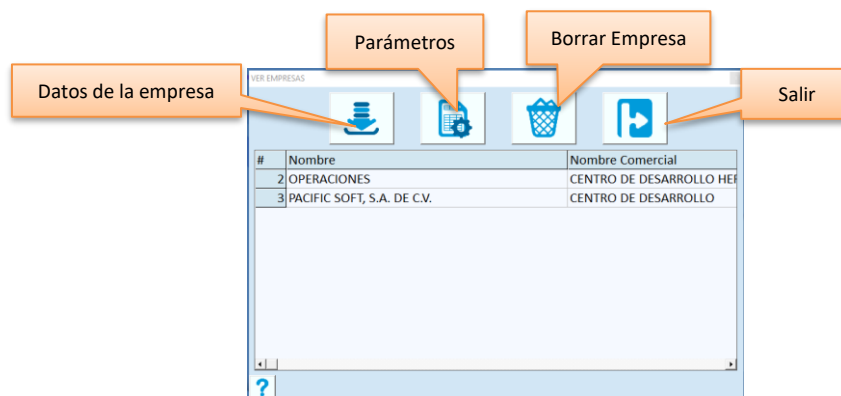 Parámetros
Borrar Empresa
Datos de la empresa
Salir
VER EMPRESAS
# Nombre Nombre Comercial
2 OPERACIONES CENTRO DE DESARROLLO HER
3 PACIFIC SOFT, S.A. DE C.V. CENTRO DE DESARROLLO
?